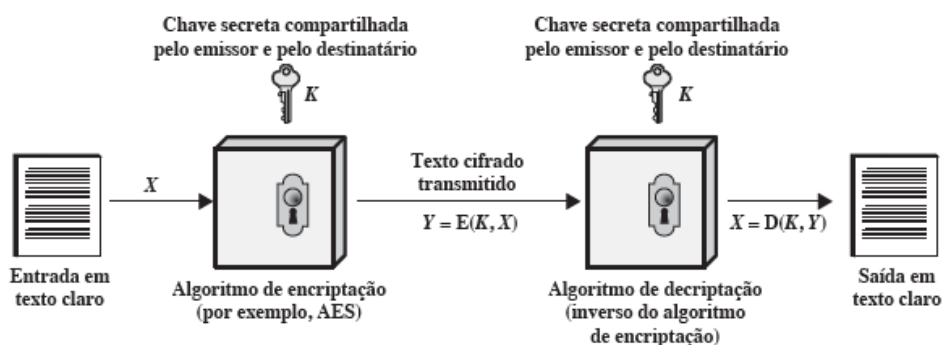 Chave secreta compartilhada
pelo emissor e pelo destinatário
K
Chave secreta compartilhada
pelo emissor e pelo destinatário
K
X
Texto cifrado
transmitido
Y = E(K, X)
X = D(K, Y)
Entrada em
texto claro
Algoritmo de encriptação
(por exemplo, AES)
Algoritmo de decriptação
(inverso do algoritmo
de encriptação)
Saída em
texto claro